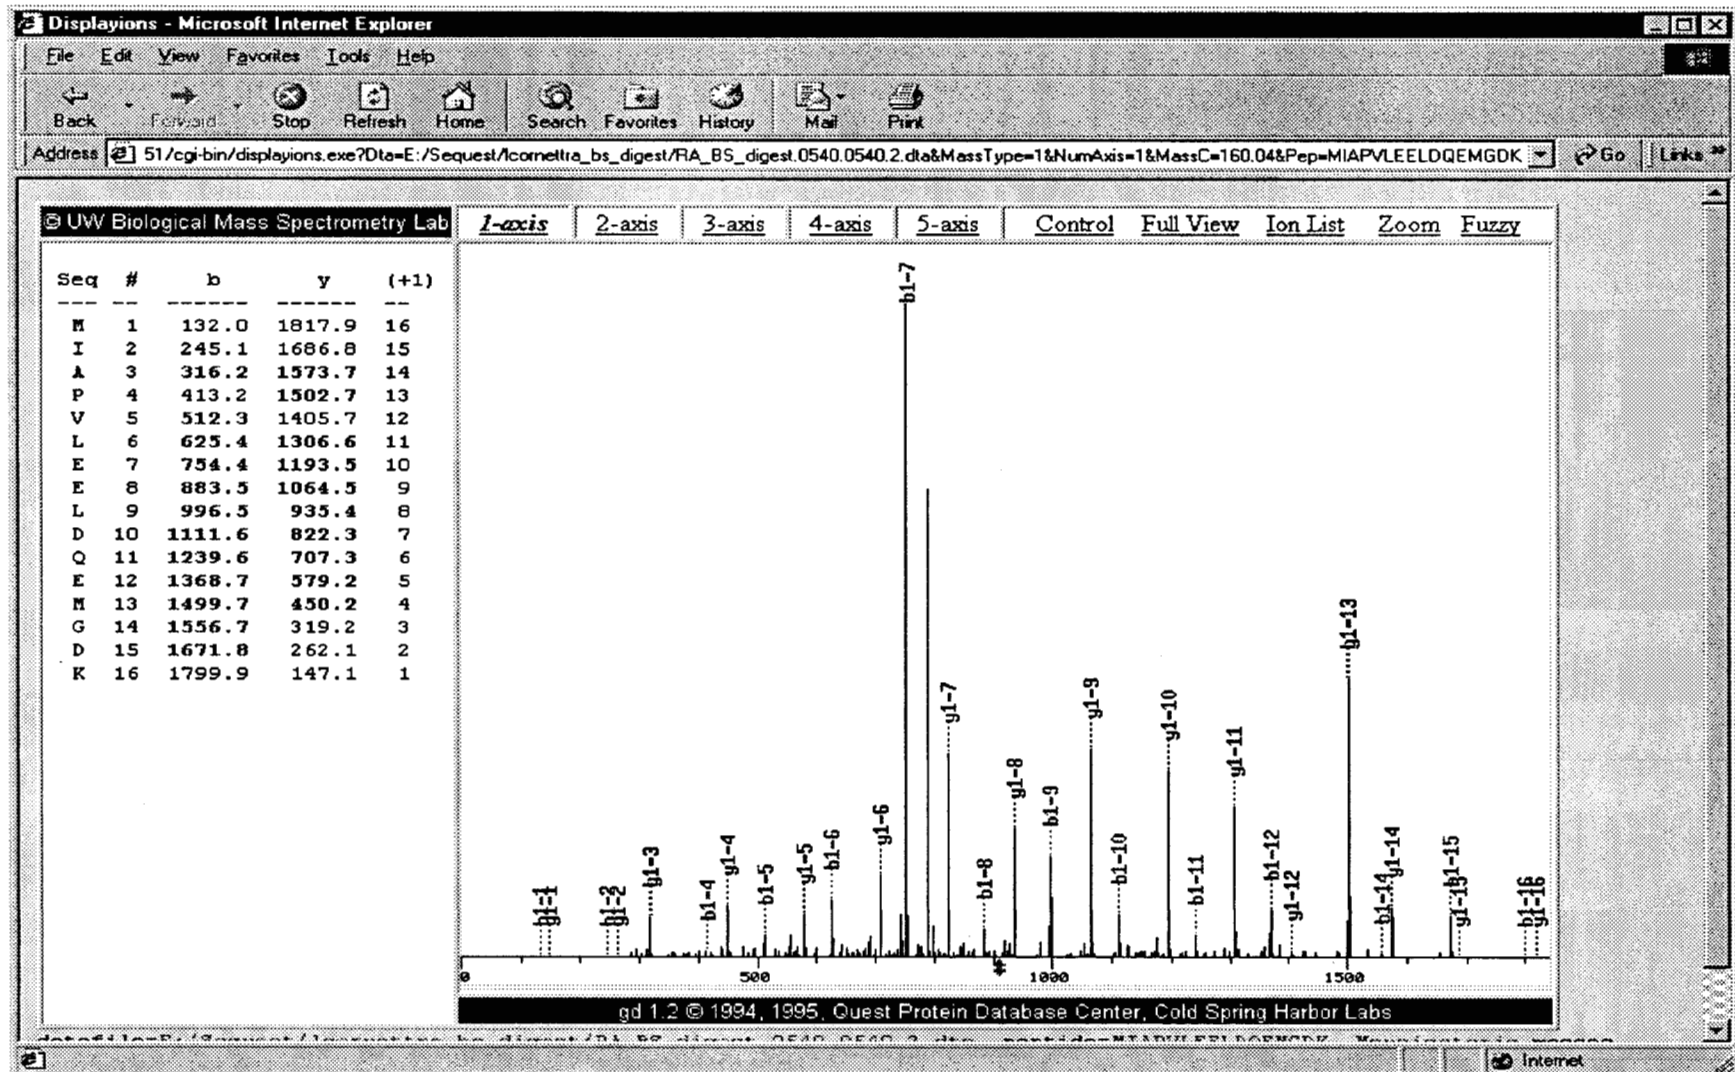 Displayions - Microsoft Internet Explorer
File Edit View Favorites Tools Help
Back Forward Stop Refresh Home Search Favorites History Mail Print
Address 51/cgi-bin/displayions.exe?Dta=E:/Sequest/lcornettra_bs_digest/RA_BS_digest.0540.0540.2.dta&MassType=1&NumAxis=1&MassC=160.04&Pep=MIAPVLEELDQEMGDK Go Links »
© UW Biological Mass Spectrometry Lab 1-axis 2-axis 3-axis 4-axis 5-axis Control Full View Ion List Zoom Fuzzy
Seq # b y (+1)
--- -- ------ ------ --
M 1 132.0 1817.9 16
I 2 245.1 1686.8 15
A 3 316.2 1573.7 14
P 4 413.2 1502.7 13
V 5 512.3 1405.7 12
L 6 625.4 1306.6 11
E 7 754.4 1193.5 10
E 8 883.5 1064.5 9
L 9 996.5 935.4 8
D 10 1111.6 822.3 7
Q 11 1239.6 707.3 6
E 12 1368.7 579.2 5
M 13 1499.7 450.2 4
G 14 1556.7 319.2 3
D 15 1671.8 262.1 2
K 16 1799.9 147.1 1
b1-1
y1-1
b1-2
y1-2
y1-3
b1-4
y1-4
b1-5
y1-5
b1-6
y1-6
b1-7
y1-7
b1-8
y1-8
b1-9
y1-9
b1-10
y1-10
b1-11
y1-11
b1-12
y1-12
y1-13
b1-14
y1-14
b1-15
y1-15
b1-16
y1-16
0 500 1000 1500
#
gd 1.2 © 1994, 1995, Quest Protein Database Center, Cold Spring Harbor Labs
Internet